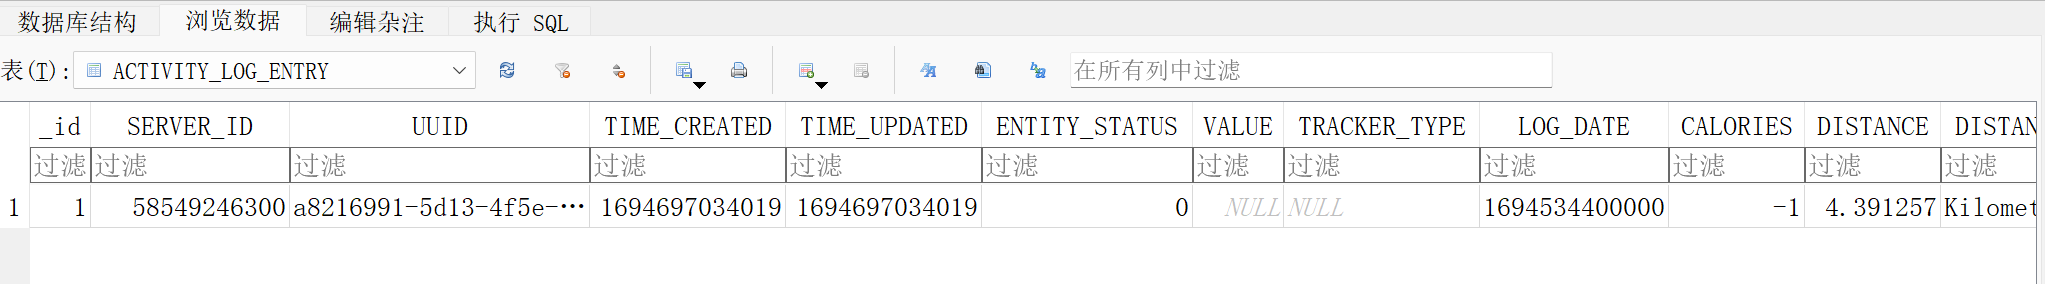 数据库结构 浏览数据 编辑杂注 执行 SQL
表(T): ACTIVITY_LOG_ENTRY 在所有列中过滤
_id SERVER_ID UUID TIME_CREATED TIME_UPDATED ENTITY_STATUS VALUE TRACKER_TYPE LOG_DATE CALORIES DISTANCE DISTAN
过滤 过滤 过滤 过滤 过滤 过滤 过滤 过滤 过滤 过滤 过滤 过滤
1 1 58549246300 a8216991-5d13-4f5e-… 1694697034019 1694697034019 0 NULL NULL 1694534400000 -1 4.391257 Kilomet